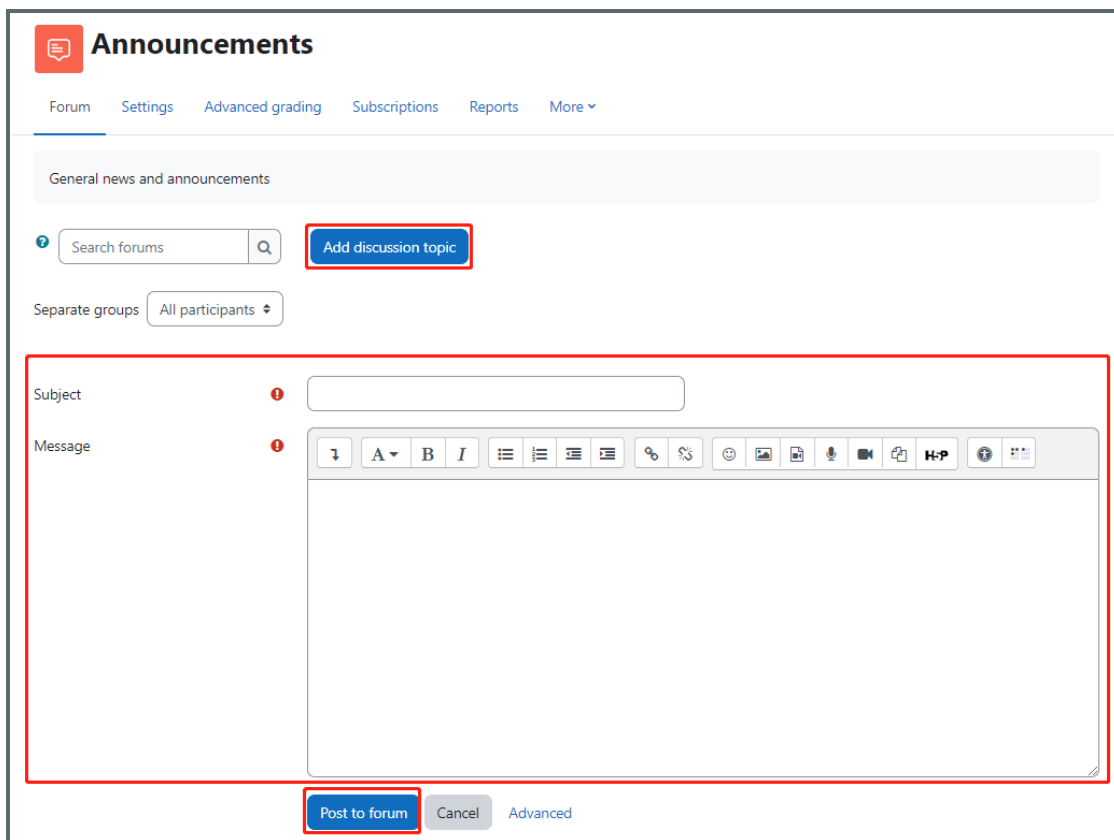 Announcements
Forum Settings Advanced grading Subscriptions Reports More
General news and announcements
Search forums Add discussion topic
Separate groups All participants
Subject
Message
A B I H5P
Post to forum Cancel Advanced